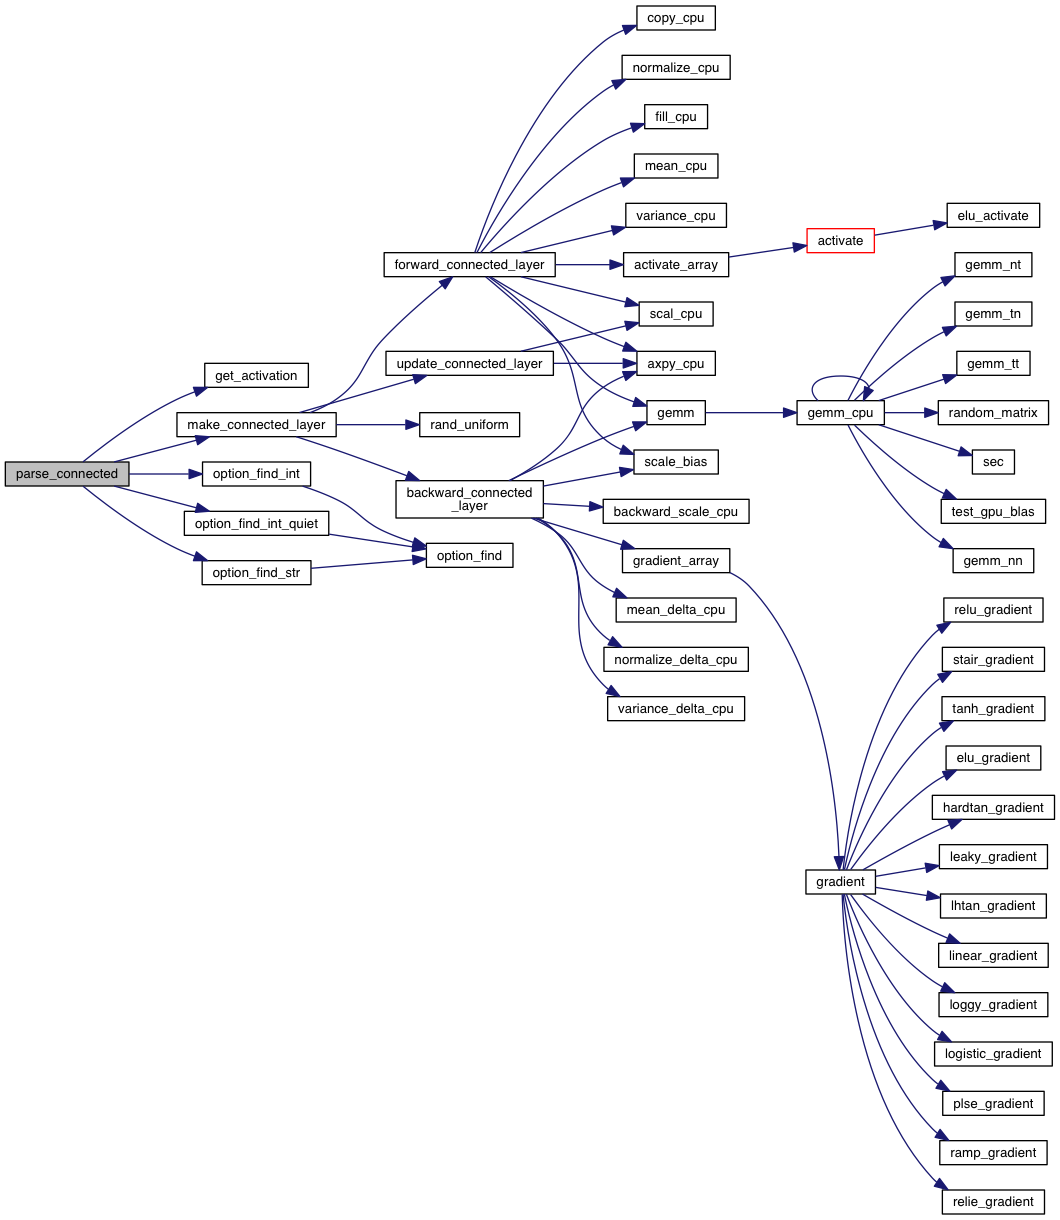 copy_cpu
normalize_cpu
fill_cpu
mean_cpu
variance_cpu
elu_activate
activate
forward_connected_layer
activate_array
gemm_nt
scal_cpu
gemm_tn
update_connected_layer
axpy_cpu
gemm_tt
get_activation
make_connected_layer
rand_uniform
gemm
gemm_cpu
random_matrix
parse_connected
option_find_int
scale_bias
sec
backward_connected
_layer
backward_scale_cpu
test_gpu_blas
option_find_int_quiet
option_find
gradient_array
gemm_nn
option_find_str
mean_delta_cpu
relu_gradient
normalize_delta_cpu
stair_gradient
variance_delta_cpu
tanh_gradient
elu_gradient
hardtan_gradient
leaky_gradient
gradient
lhtan_gradient
linear_gradient
loggy_gradient
logistic_gradient
plse_gradient
ramp_gradient
relie_gradient